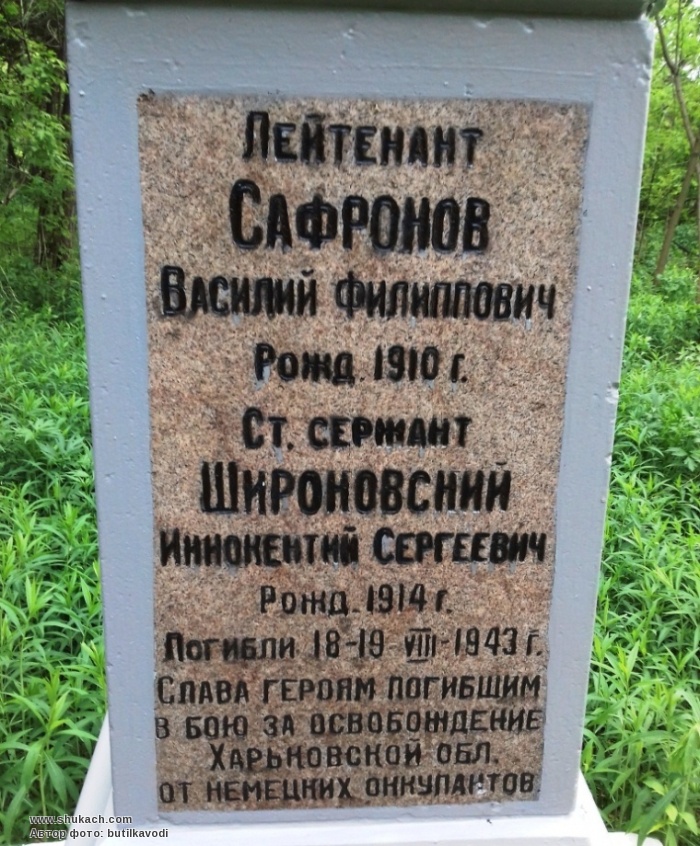 Лейтенант
Сафронов
Василий Филиппович
Рожд. 1910 г.
Ст. сержант
Широковский
Иннокентий Сергеевич
Рожд. 1914 г.
Погибли 18-19-VIII-1943 г.
Слава героям погибшим
в бою за освобождение
Харьковской обл.
от немецких оккупантов.
www.shukach.com
Автор фото: butilkavodi